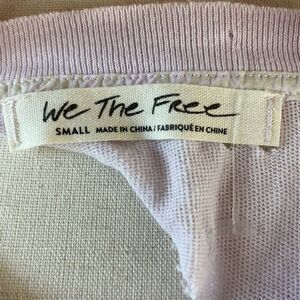 We The Free
SMALL MADE IN CHINA / FABRIQUÉ EN CHINE